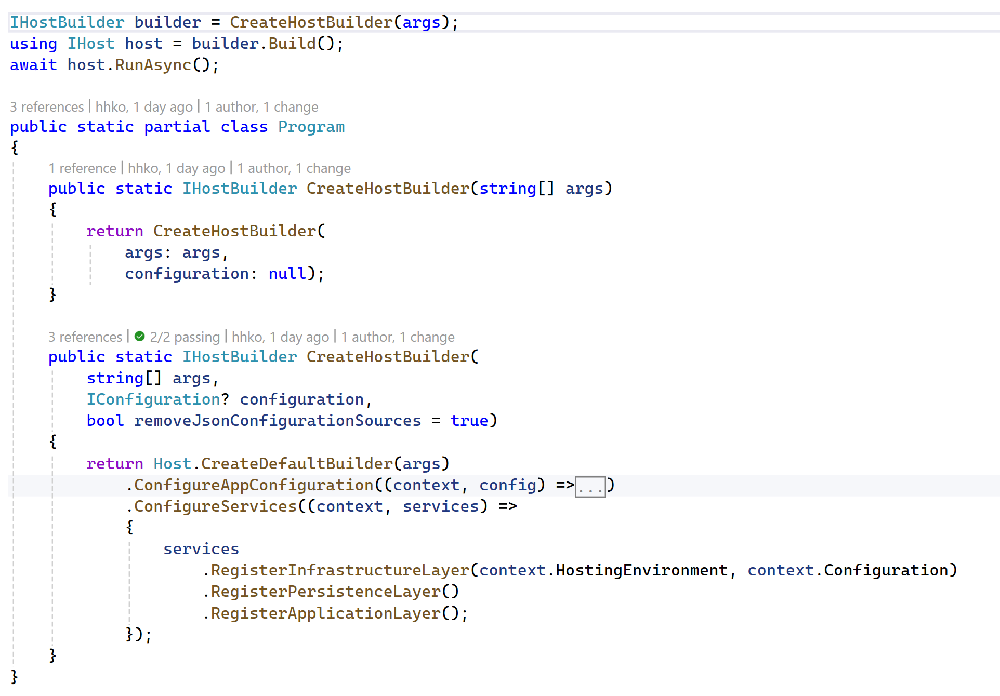 IHostBuilder builder = CreateHostBuilder(args);
using IHost host = builder.Build();
await host.RunAsync();
3 references | hhko, 1 day ago | 1 author, 1 change
public static partial class Program
{
1 reference | hhko, 1 day ago | 1 author, 1 change
public static IHostBuilder CreateHostBuilder(string[] args)
{
return CreateHostBuilder(
args: args,
configuration: null);
}
3 references | 2/2 passing | hhko, 1 day ago | 1 author, 1 change
public static IHostBuilder CreateHostBuilder(
string[] args,
IConfiguration? configuration,
bool removeJsonConfigurationSources = true)
{
return Host.CreateDefaultBuilder(args)
.ConfigureAppConfiguration((context, config) =>...)
.ConfigureServices((context, services) =>
{
services
.RegisterInfrastructureLayer(context.HostingEnvironment, context.Configuration)
.RegisterPersistenceLayer()
.RegisterApplicationLayer();
});
}
}